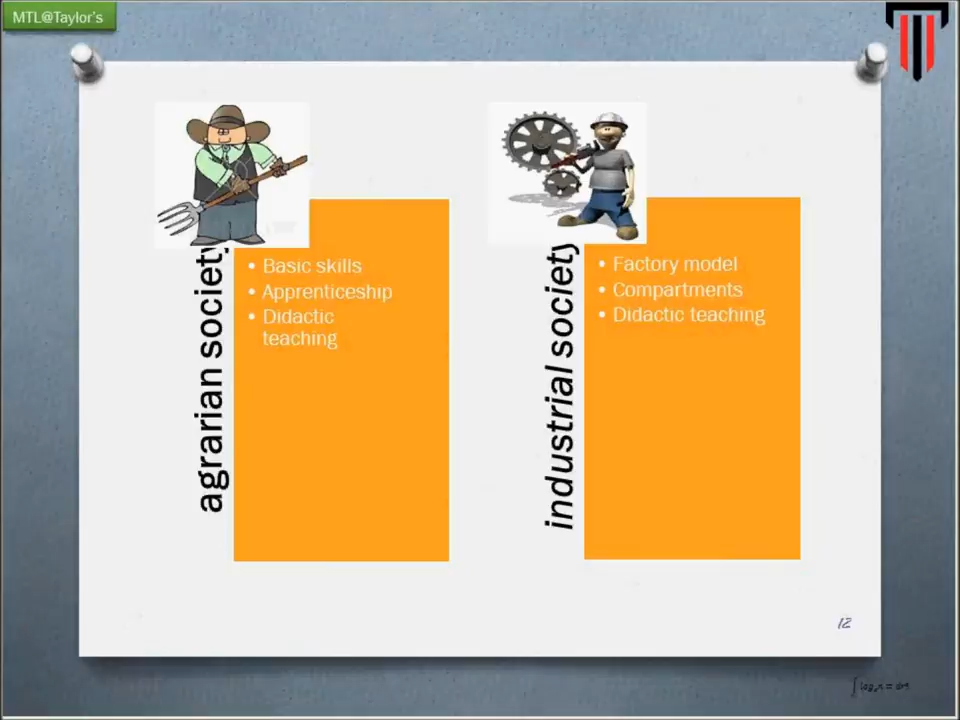 MTL@Taylor's
agrarian society
• Basic skills
• Apprenticeship
• Didactic
teaching
industrial society
• Factory model
• Compartments
• Didactic teaching
12